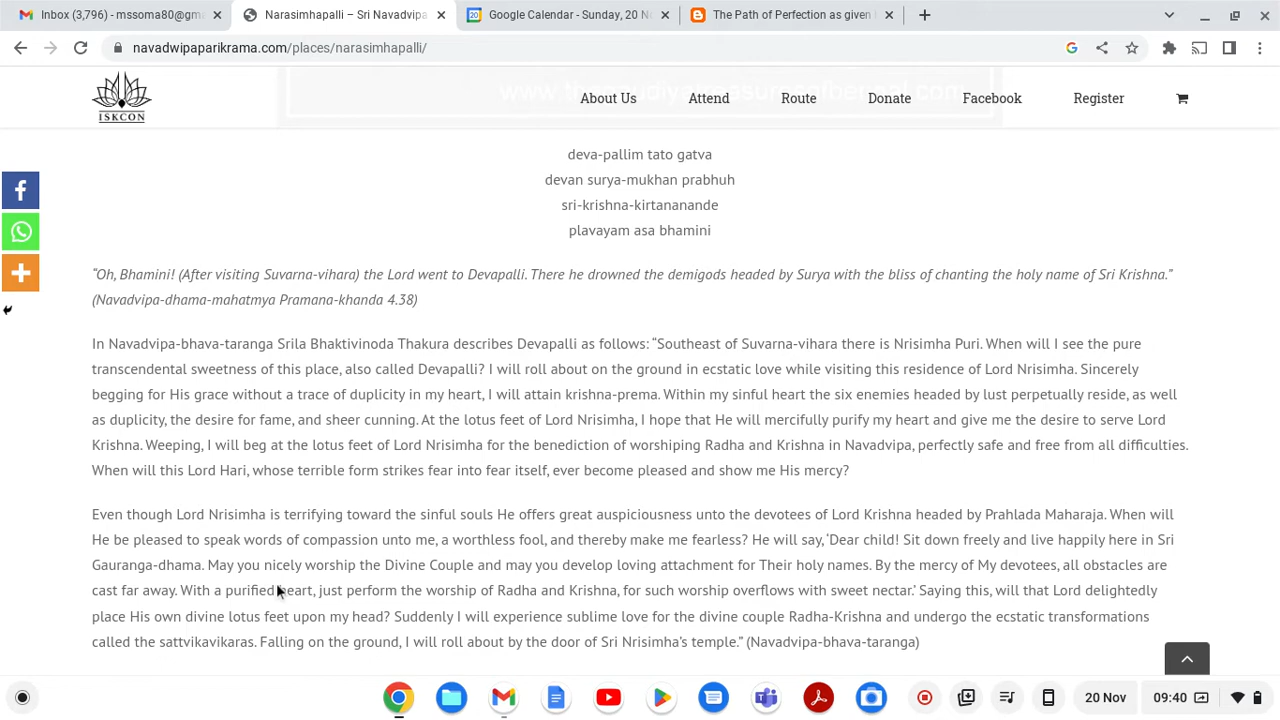 Inbox (3,796) - mssoma80@gm
Narasimhapalli – Sri Navadvipa
Google Calendar - Sunday, 20 N
The Path of Perfection as given
navadwipaparikrama.com/places/narasimhapalli/
ISKCON
About Us
Attend
Route
Donate
Facebook
Register
deva-pallim tato gatva
devan surya-mukhan prabhuh
sri-krishna-kirtananande
plavayam asa bhamini
“Oh, Bhamini! (After visiting Suvarna-vihara) the Lord went to Devapalli. There he drowned the demigods headed by Surya with the bliss of chanting the holy name of Sri Krishna.”
(Navadvipa-dhama-mahatmya Pramana-khanda 4.38)
In Navadvipa-bhava-taranga Srila Bhaktivinoda Thakura describes Devapalli as follows: “Southeast of Suvarna-vihara there is Nrisimha Puri. When will I see the pure
transcendental sweetness of this place, also called Devapalli? I will roll about on the ground in ecstatic love while visiting this residence of Lord Nrisimha. Sincerely
begging for His grace without a trace of duplicity in my heart, I will attain krishna-prema. Within my sinful heart the six enemies headed by lust perpetually reside, as well
as duplicity, the desire for fame, and sheer cunning. At the lotus feet of Lord Nrisimha, I hope that He will mercifully purify my heart and give me the desire to serve Lord
Krishna. Weeping, I will beg at the lotus feet of Lord Nrisimha for the benediction of worshiping Radha and Krishna in Navadvipa, perfectly safe and free from all difficulties.
When will this Lord Hari, whose terrible form strikes fear into fear itself, ever become pleased and show me His mercy?
Even though Lord Nrisimha is terrifying toward the sinful souls He offers great auspiciousness unto the devotees of Lord Krishna headed by Prahlada Maharaja. When will
He be pleased to speak words of compassion unto me, a worthless fool, and thereby make me fearless? He will say, ‘Dear child! Sit down freely and live happily here in Sri
Gauranga-dhama. May you nicely worship the Divine Couple and may you develop loving attachment for Their holy names. By the mercy of My devotees, all obstacles are
cast far away. With a purified heart, just perform the worship of Radha and Krishna, for such worship overflows with sweet nectar.’ Saying this, will that Lord delightedly
place His own divine lotus feet upon my head? Suddenly I will experience sublime love for the divine couple Radha-Krishna and undergo the ecstatic transformations
called the sattvikavikaras. Falling on the ground, I will roll about by the door of Sri Nrisimha’s temple.” (Navadvipa-bhava-taranga)
20 Nov
09:40